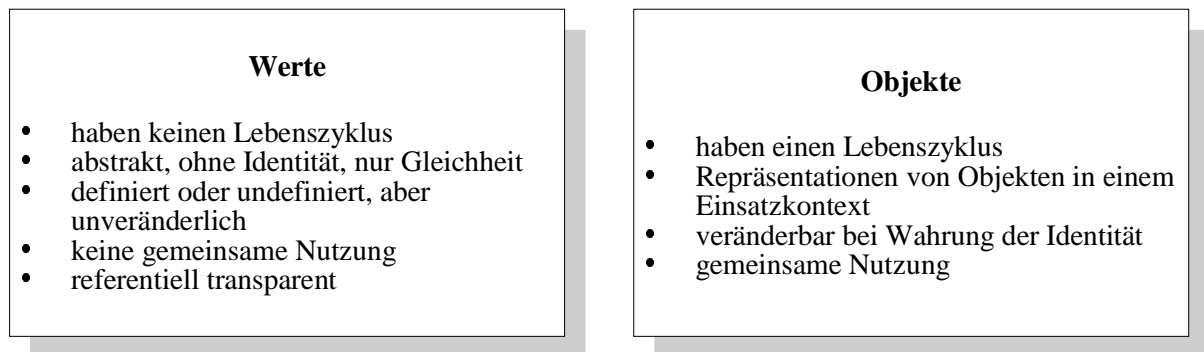 Werte
• haben keinen Lebenszyklus
• abstrakt, ohne Identität, nur Gleichheit
• definiert oder undefiniert, aber
unveränderlich
• keine gemeinsame Nutzung
• referentiell transparent
Objekte
• haben einen Lebenszyklus
• Repräsentationen von Objekten in einem
Einsatzkontext
• veränderbar bei Wahrung der Identität
• gemeinsame Nutzung